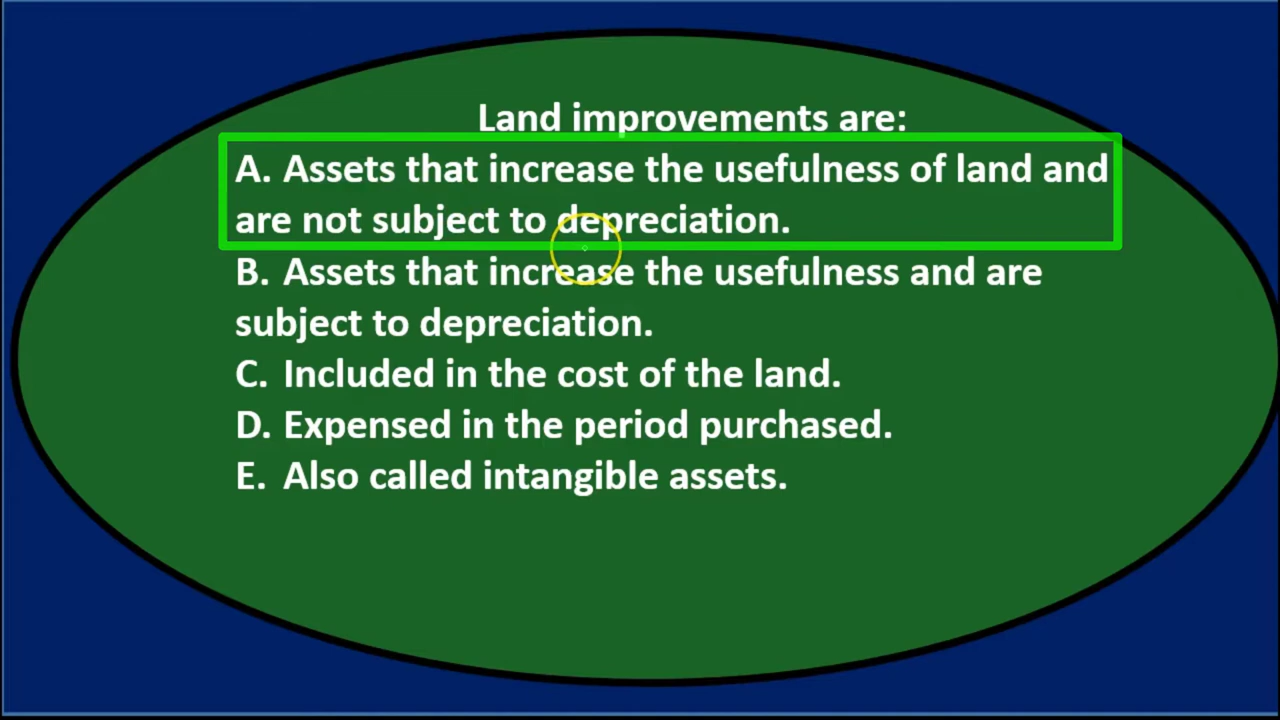 Land improvements are:
A. Assets that increase the usefulness of land and
are not subject to depreciation.
B. Assets that increase the usefulness and are
subject to depreciation.
C. Included in the cost of the land.
D. Expensed in the period purchased.
E. Also called intangible assets.